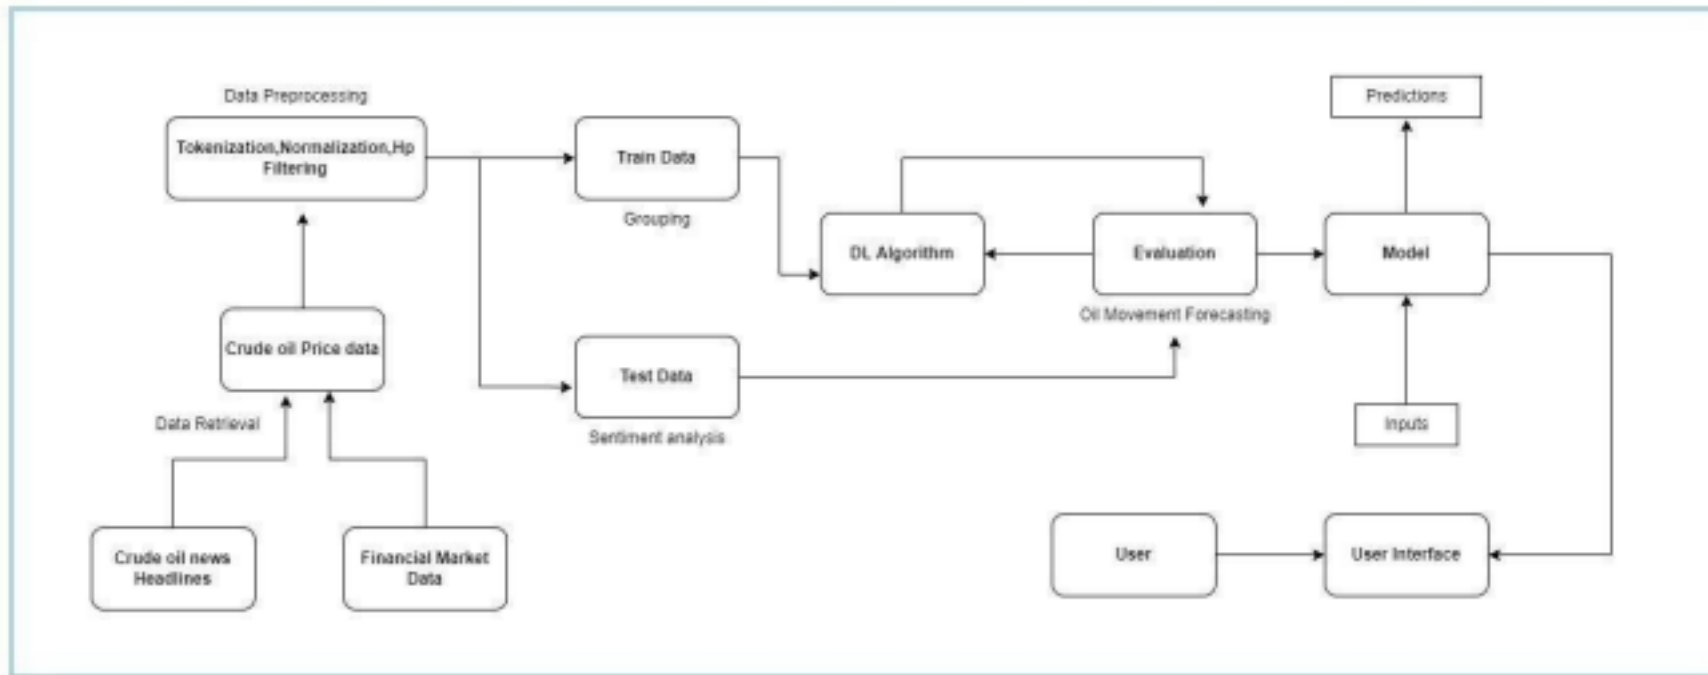 Data Preprocessing
Tokenization,Normalization,Hp
Filtering
Train Data
Grouping
Predictions
DL Algorithm
Evaluation
Model
Oil Movement Forecasting
Crude oil Price data
Test Data
Sentiment analysis
Data Retrieval
Inputs
Crude oil news
Headlines
Financial Market
Data
User
User Interface